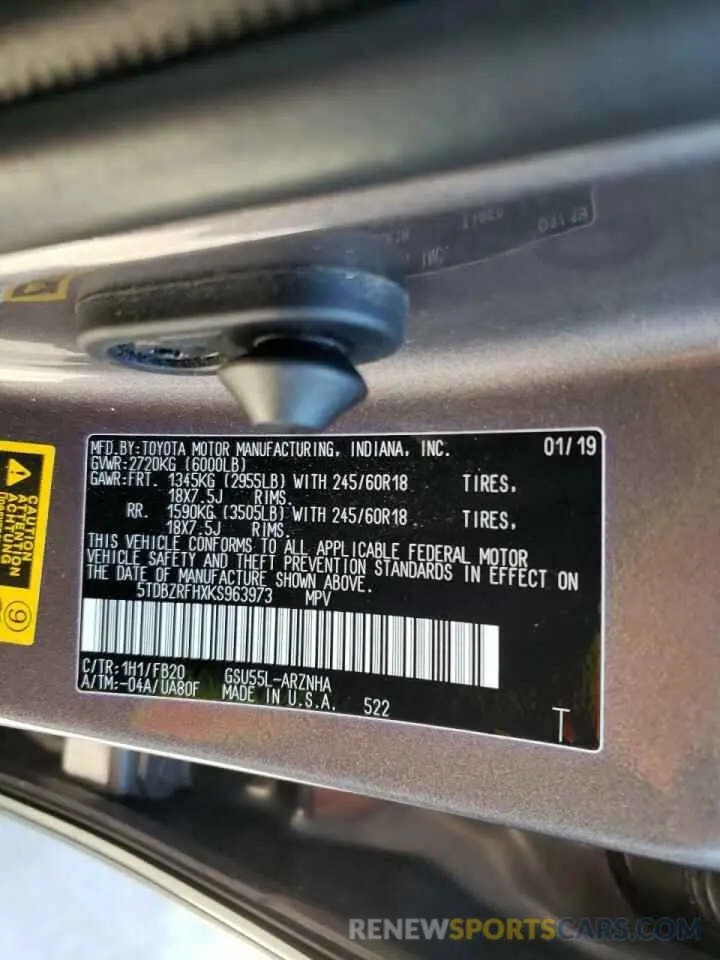 MFD.BY:TOYOTA MOTOR MANUFACTURING, INDIANA, INC. 01/19
GVWR:2720KG (6000LB)
GAWR:FRT. 1345KG (2955LB) WITH 245/60R18 TIRES,
18X7.5J RIMS.
RR. 1590KG (3505LB) WITH 245/60R18 TIRES,
18X7.5J RIMS.
THIS VEHICLE CONFORMS TO ALL APPLICABLE FEDERAL MOTOR
VEHICLE SAFETY AND THEFT PREVENTION STANDARDS IN EFFECT ON
THE DATE OF MANUFACTURE SHOWN ABOVE.
5TDBZRFHXKS963973 MPV
C/TR:1H1/FB20 GSU55L-ARZNHA
A/TM:-04A/UA80F MADE IN U.S.A. 522
T
CAUTION
ATTENTION
ACHTUNG
9
RENEWSPORTSCARS.COM